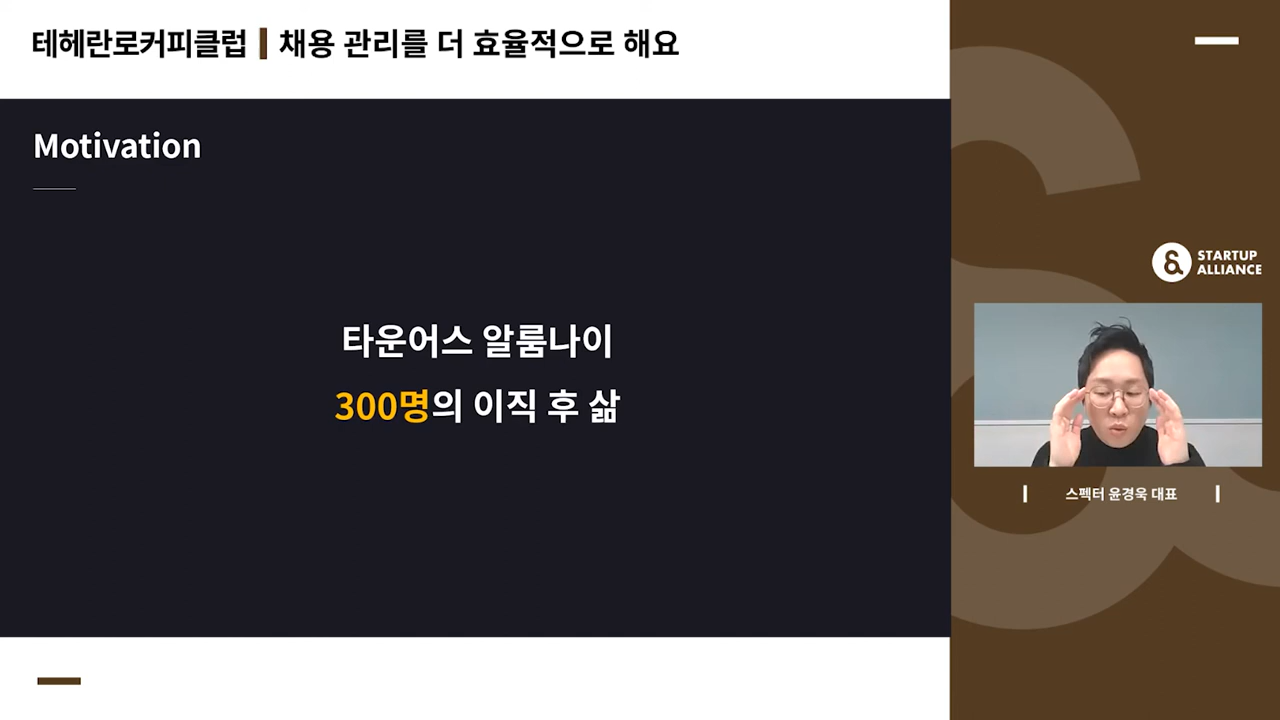 테헤란로커피클럽 | 채용 관리를 더 효율적으로 해요
Motivation
타운어스 알룸나이
300명의 이직 후 삶
STARTUP
ALLIANCE
스펙터 윤경욱 대표